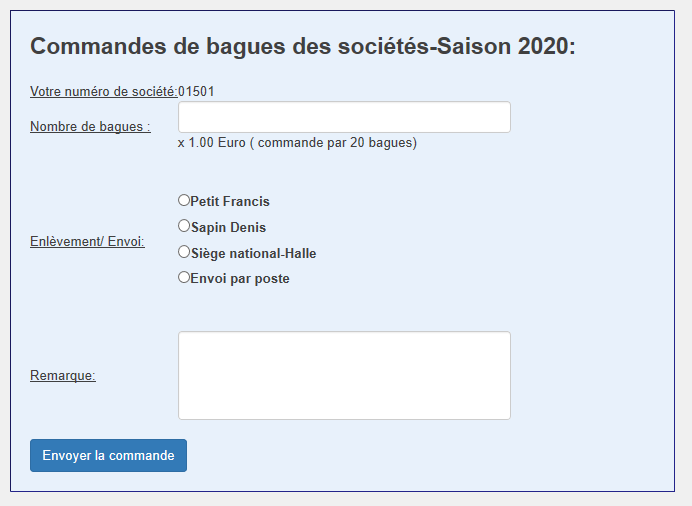 Commandes de bagues des sociétés-Saison 2020:
Votre numéro de société:01501
Nombre de bagues :
x 1.00 Euro ( commande par 20 bagues)
Enlèvement/ Envoi:
Petit Francis
Sapin Denis
Siège national-Halle
Envoi par poste
Remarque:
Envoyer la commande